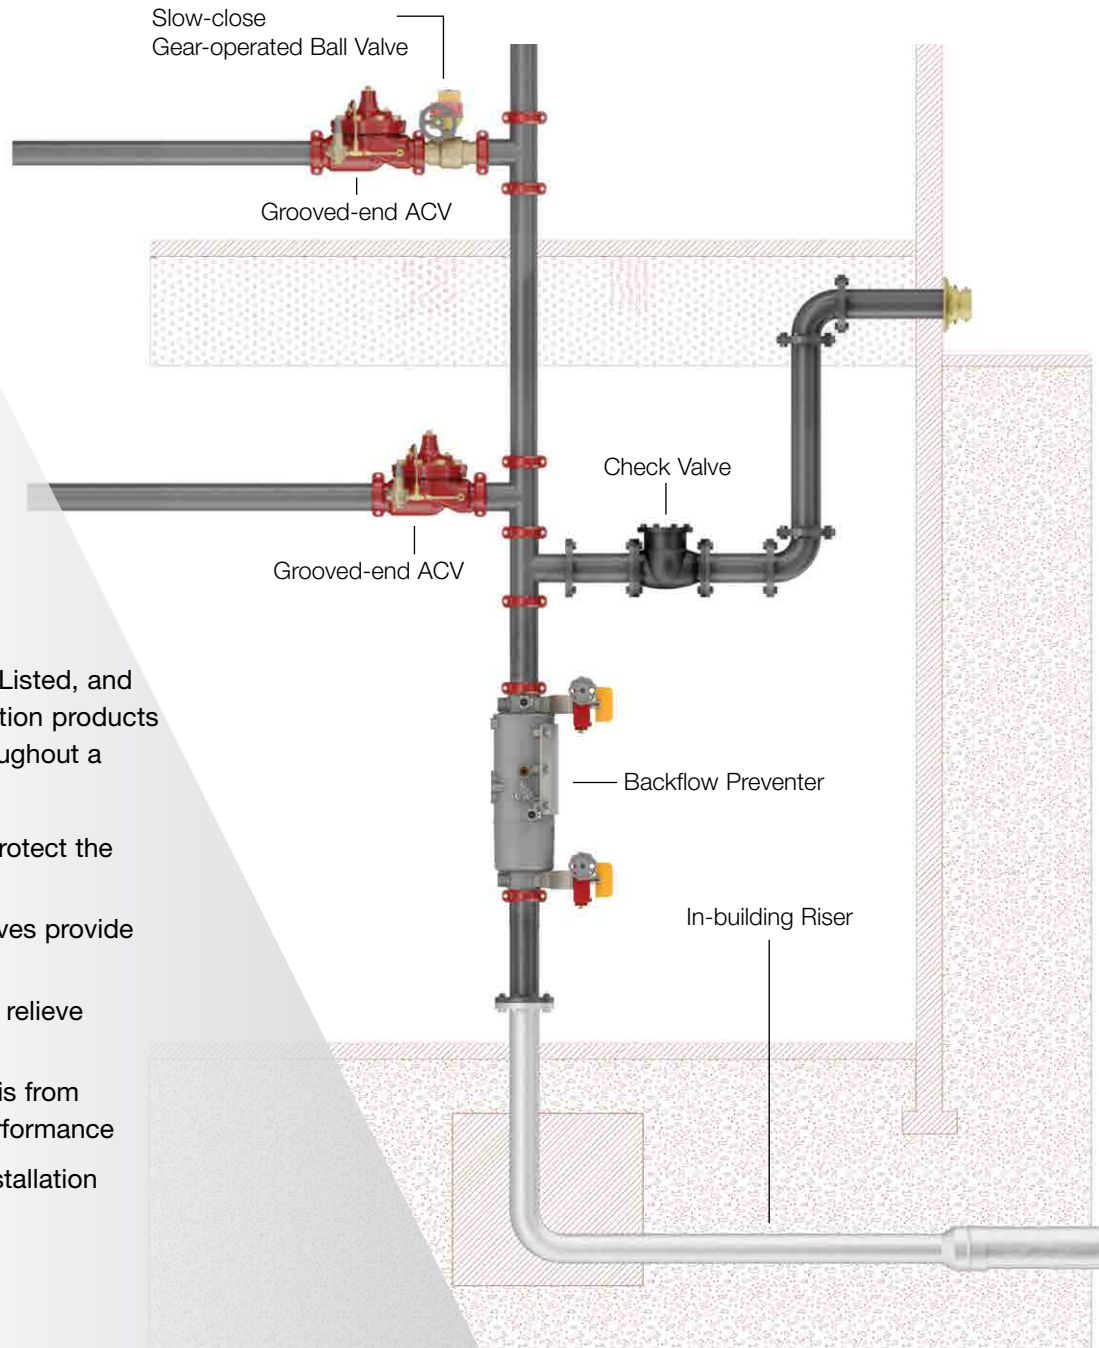 Slow-close
Gear-operated Ball Valve
Grooved-end ACV
Check Valve
Grooved-end ACV
Listed, and
tion products
ughout a
Backflow Preventer
rotect the
In-building Riser
ves provide
relieve
is from
rformance
stallation